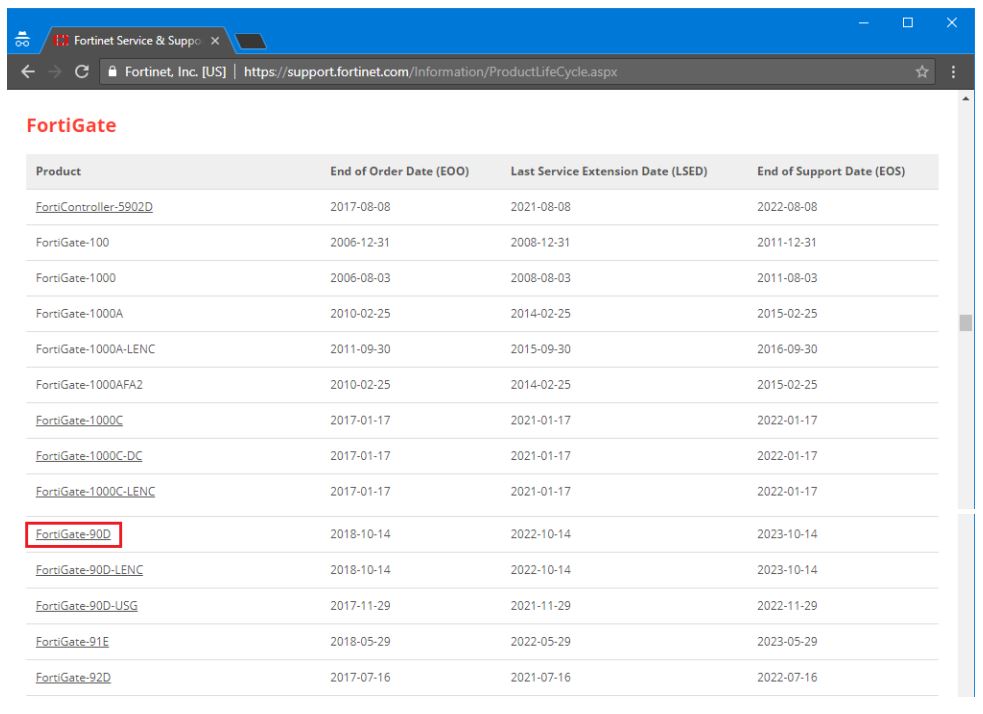 Fortinet Service & Suppo
Fortinet, Inc. [US] | https://support.fortinet.com/Information/ProductLifeCycle.aspx
FortiGate
Product End of Order Date (EOO) Last Service Extension Date (LSED) End of Support Date (EOS)
FortiController-5902D 2017-08-08 2021-08-08 2022-08-08
FortiGate-100 2006-12-31 2008-12-31 2011-12-31
FortiGate-1000 2006-08-03 2008-08-03 2011-08-03
FortiGate-1000A 2010-02-25 2014-02-25 2015-02-25
FortiGate-1000A-LENC 2011-09-30 2015-09-30 2016-09-30
FortiGate-1000AFA2 2010-02-25 2014-02-25 2015-02-25
FortiGate-1000C 2017-01-17 2021-01-17 2022-01-17
FortiGate-1000C-DC 2017-01-17 2021-01-17 2022-01-17
FortiGate-1000C-LENC 2017-01-17 2021-01-17 2022-01-17
FortiGate-90D 2018-10-14 2022-10-14 2023-10-14
FortiGate-90D-LENC 2018-10-14 2022-10-14 2023-10-14
FortiGate-90D-USG 2017-11-29 2021-11-29 2022-11-29
FortiGate-91E 2018-05-29 2022-05-29 2023-05-29
FortiGate-92D 2017-07-16 2021-07-16 2022-07-16